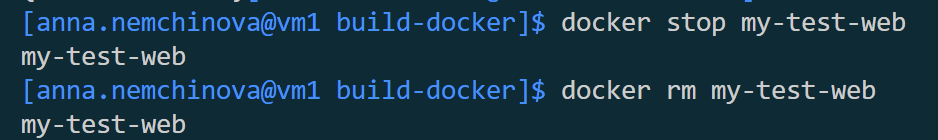 [anna.nemchinova@vm1 build-docker]$ docker stop my-test-web
my-test-web
[anna.nemchinova@vm1 build-docker]$ docker rm my-test-web
my-test-web